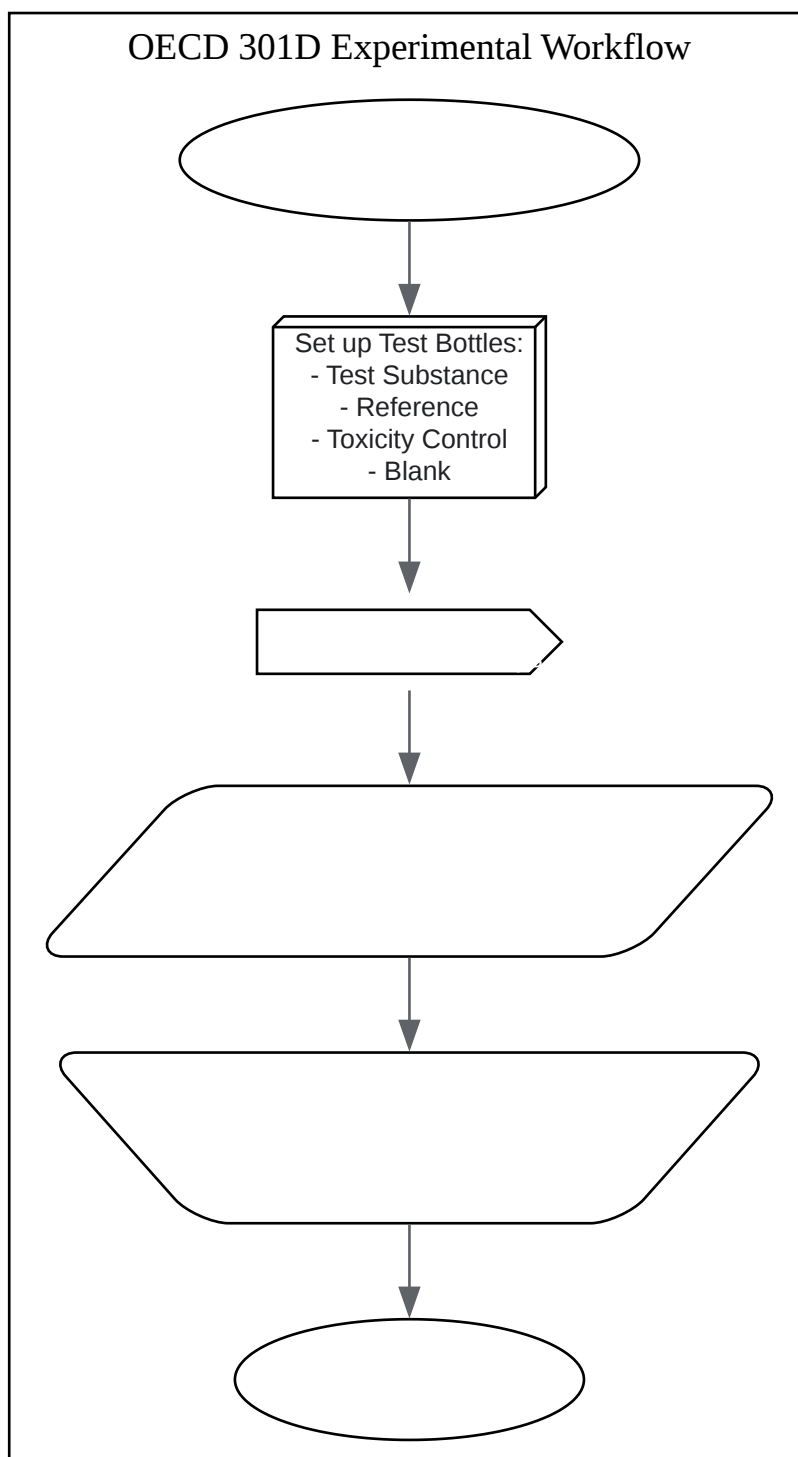 OECD 301D Experimental Workflow
Set up Test Bottles:
- Test Substance
- Reference
- Toxicity Control
- Blank